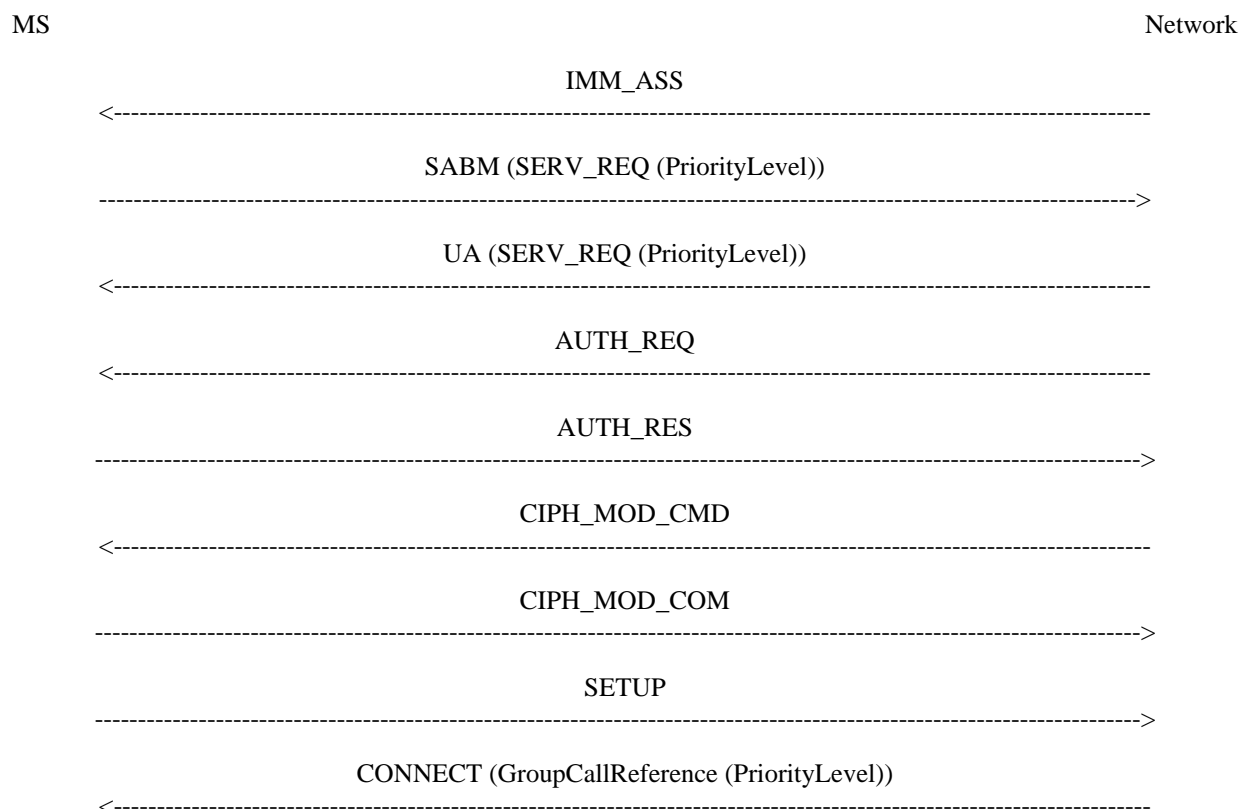 MS Network
IMM_ASS
<----------------------------------------------------------------------------------------------------------------------
SABM (SERV_REQ (PriorityLevel))
---------------------------------------------------------------------------------------------------------------------->
UA (SERV_REQ (PriorityLevel))
<----------------------------------------------------------------------------------------------------------------------
AUTH_REQ
<----------------------------------------------------------------------------------------------------------------------
AUTH_RES
---------------------------------------------------------------------------------------------------------------------->
CIPH_MOD_CMD
<----------------------------------------------------------------------------------------------------------------------
CIPH_MOD_COM
---------------------------------------------------------------------------------------------------------------------->
SETUP
---------------------------------------------------------------------------------------------------------------------->
CONNECT (GroupCallReference (PriorityLevel))
<----------------------------------------------------------------------------------------------------------------------